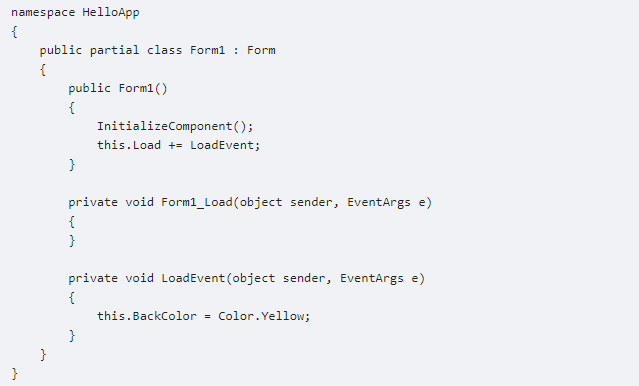 namespace HelloApp
{
    public partial class Form1 : Form
    {
        public Form1()
        {
            InitializeComponent();
            this.Load += LoadEvent;
        }

        private void Form1_Load(object sender, EventArgs e)
        {
        }

        private void LoadEvent(object sender, EventArgs e)
        {
            this.BackColor = Color.Yellow;
        }
    }
}